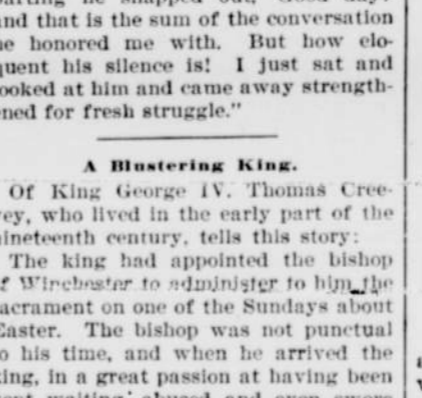 and that is the sum of the conversation
he honored me with. But how elo-
quent his silence is! I just sat and
looked at him and came away strength-
ened for fresh struggle."
A Blustering King.
Of King George IV. Thomas Cree-
vey, who lived in the early part of the
nineteenth century, tells this story:
The king had appointed the bishop
of Winchester to administer to him the
sacrament on one of the Sundays about
Easter. The bishop was not punctual
to his time, and when he arrived the
king, in a great passion at having been